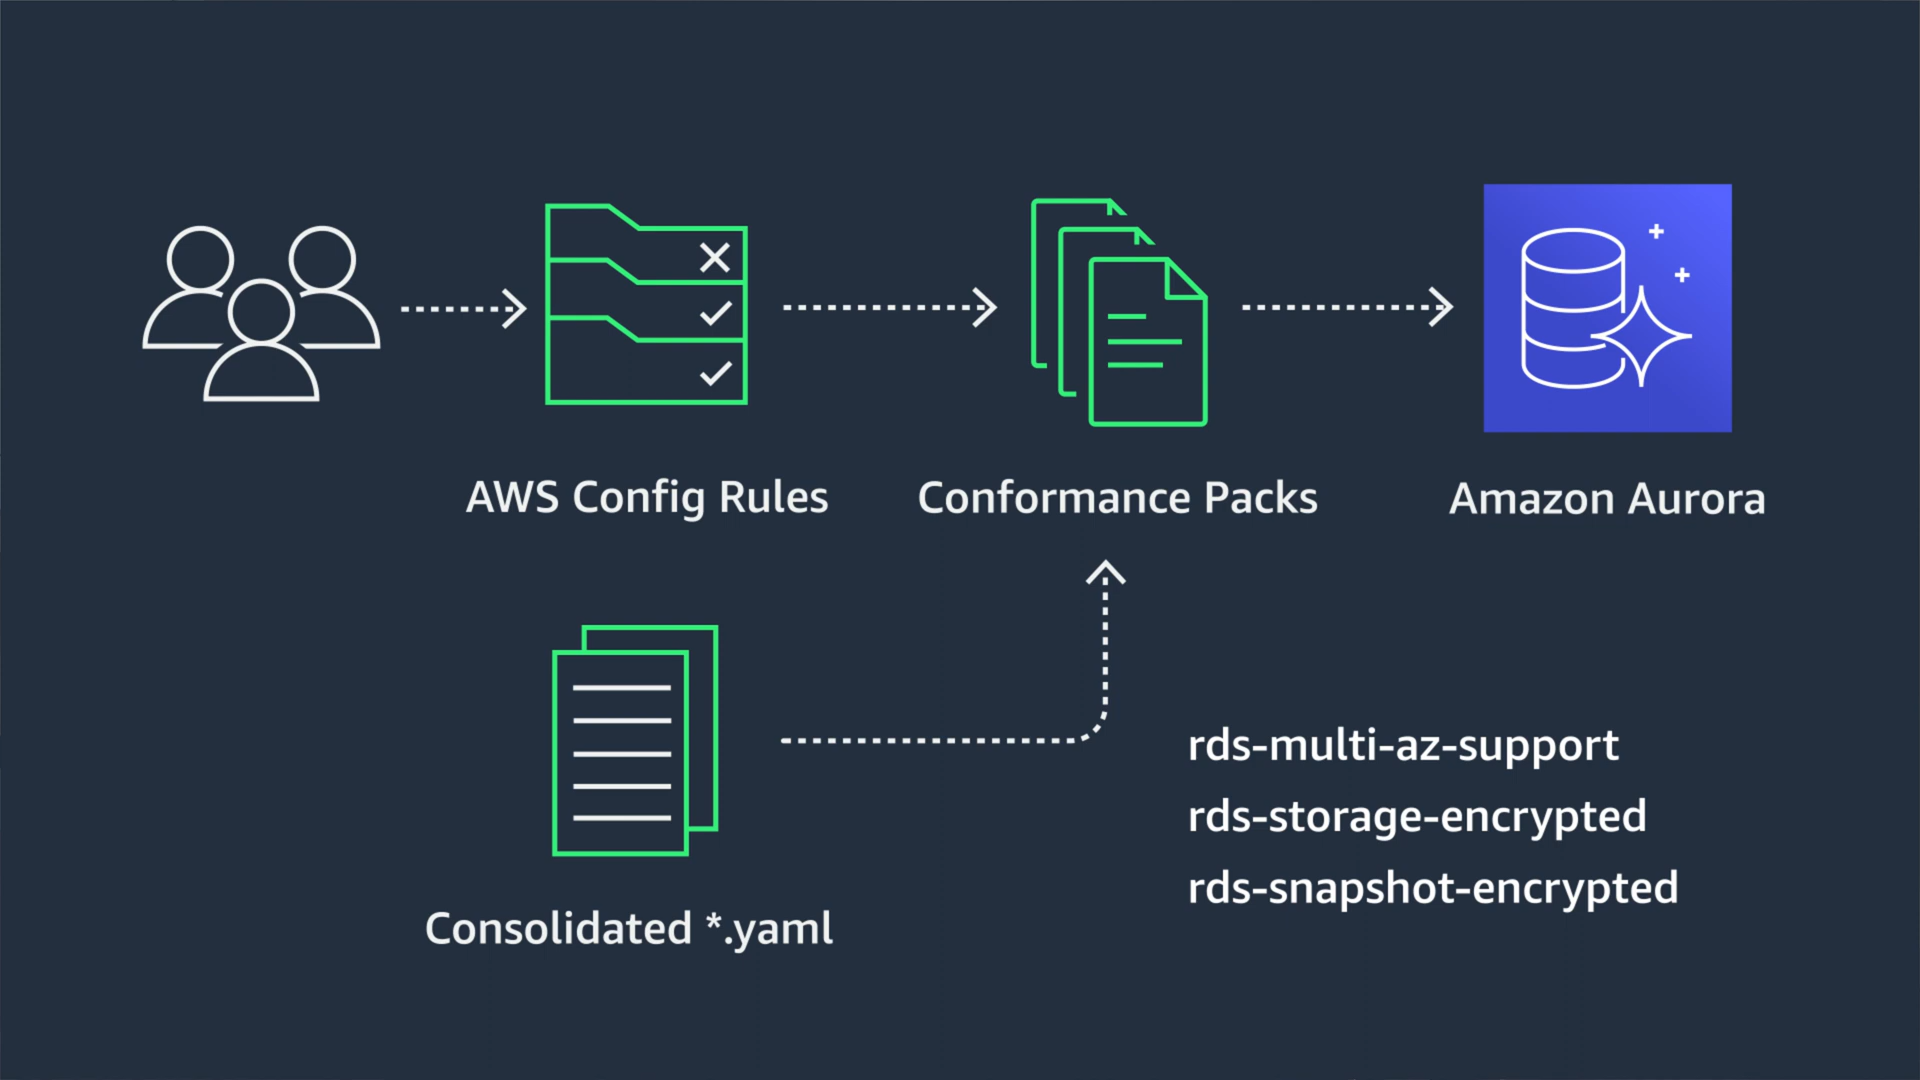 AWS Config Rules
Conformance Packs
Amazon Aurora
Consolidated *.yaml
rds-multi-az-support
rds-storage-encrypted
rds-snapshot-encrypted